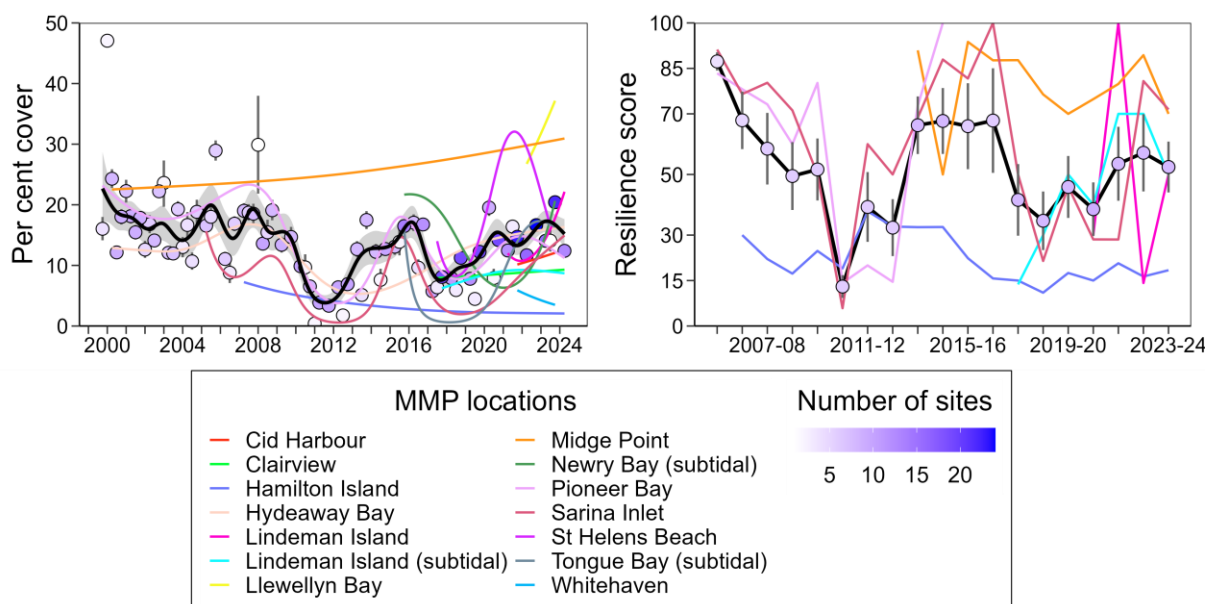 Per cent cover
50
40
30
20
10
0
2000 2004 2008 2012 2016 2020 2024
Resilience score
100
85
70
50
30
15
0
2007-08 2011-12 2015-16 2019-20 2023-24
MMP locations
Cid Harbour
Clairview
Hamilton Island
Hydeaway Bay
Lindeman Island
Lindeman Island (subtidal)
Llewellyn Bay
Midge Point
Newry Bay (subtidal)
Pioneer Bay
Sarina Inlet
St Helens Beach
Tongue Bay (subtidal)
Whitehaven
Number of sites
5 10 15 20